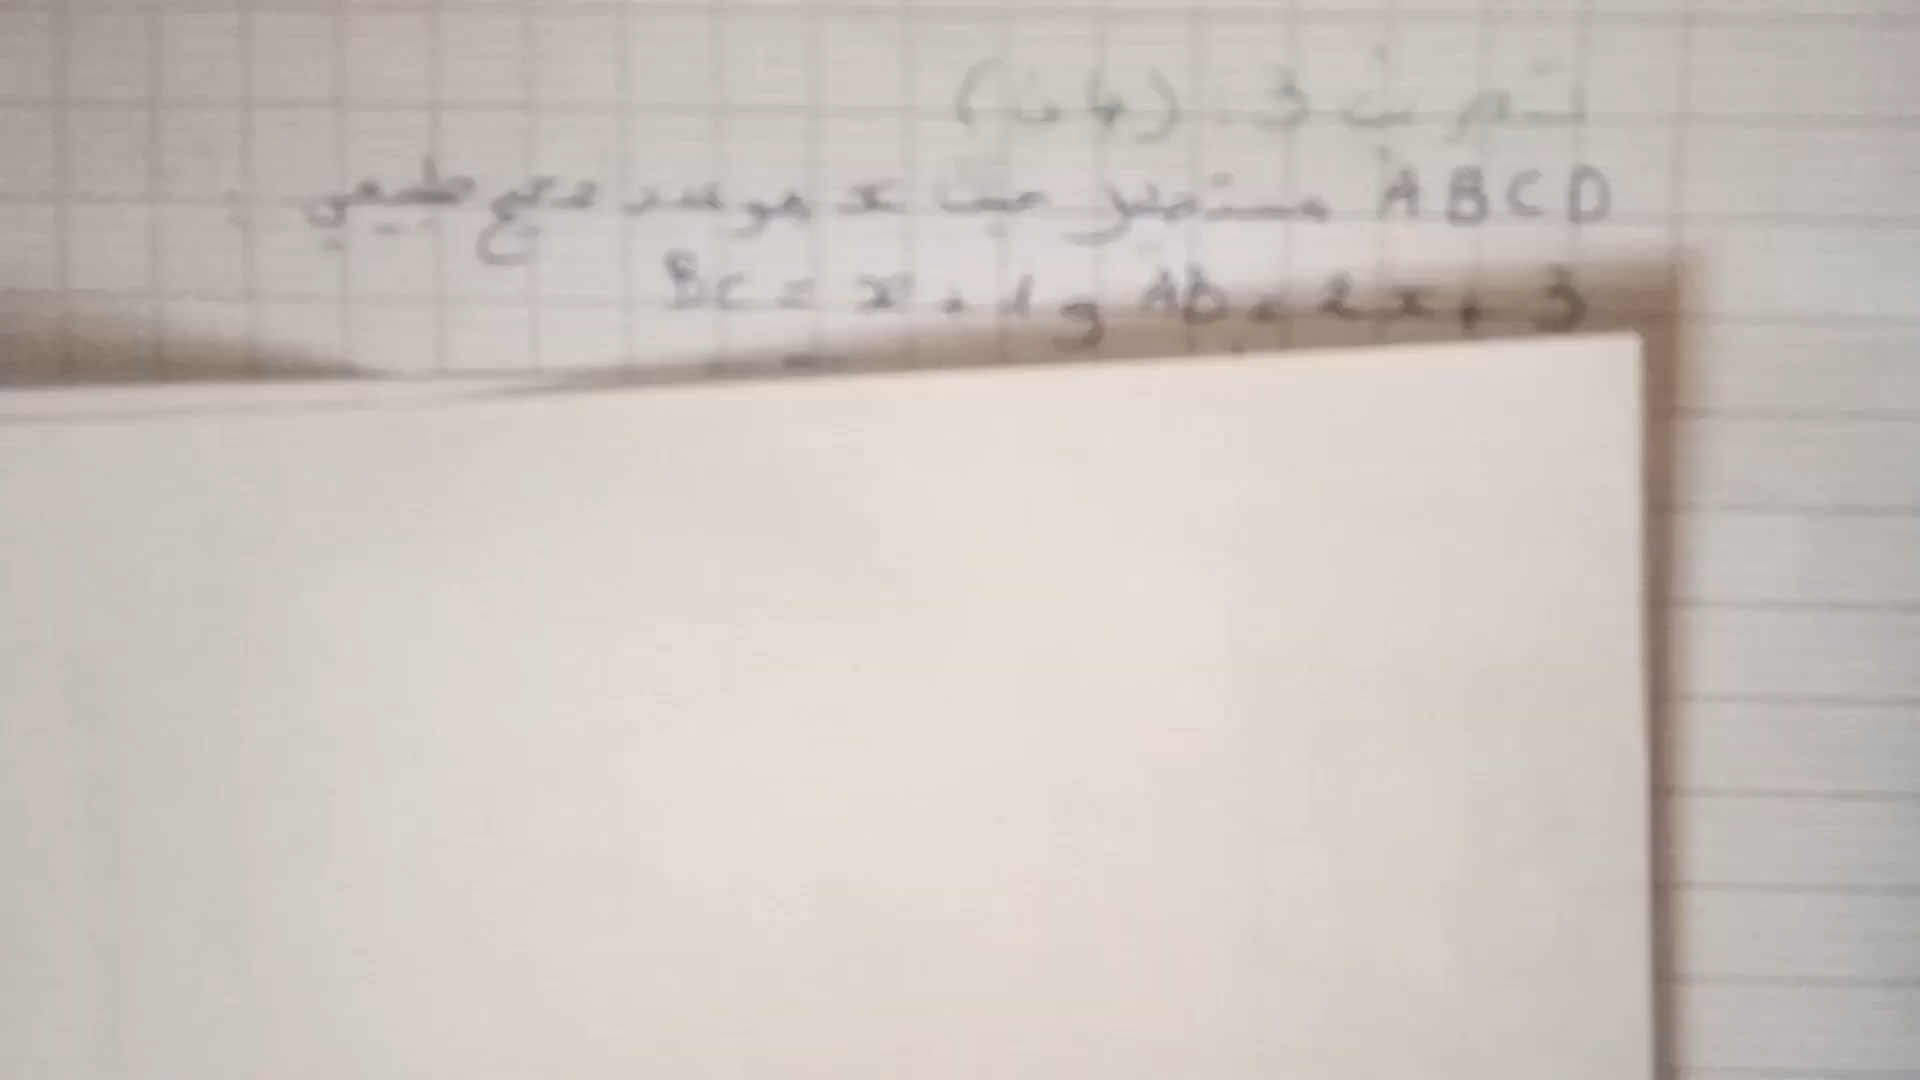 تمرين 3 (4ن)
ABCD مستطيل حيث x هو عدد صحيح طبيعي :
AB = 2x + 3 و BC = x + 1